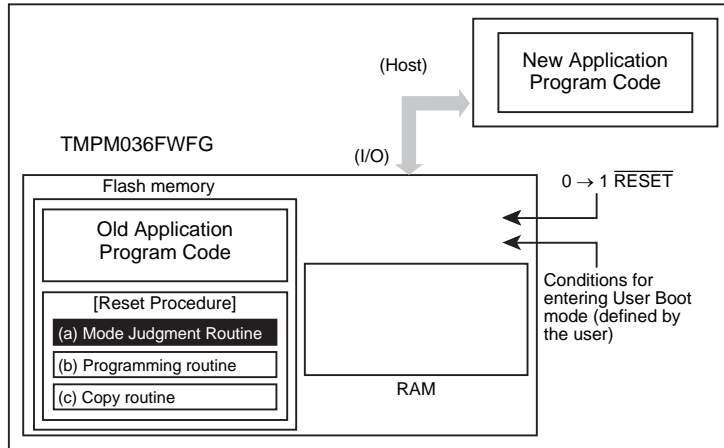 New Application
Program Code
(Host)
TMPM036FWFG
(I/O)
0 → 1 RESET
Flash memory
Old Application
Program Code
[Reset Procedure]
(a) Mode Judgment Routine
(b) Programming routine
(c) Copy routine
RAM
Conditions for
entering User Boot
mode (defined by
the user)